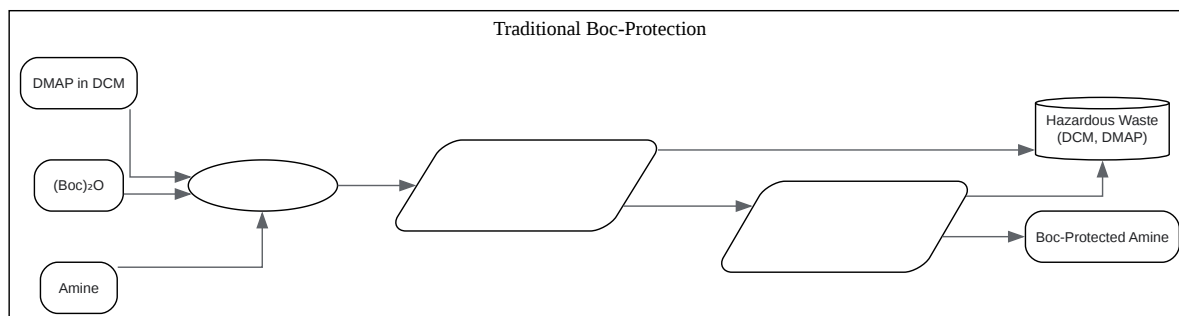 Traditional Boc-Protection
DMAP in DCM
(Boc)₂O
Amine
Hazardous Waste
(DCM, DMAP)
Boc-Protected Amine